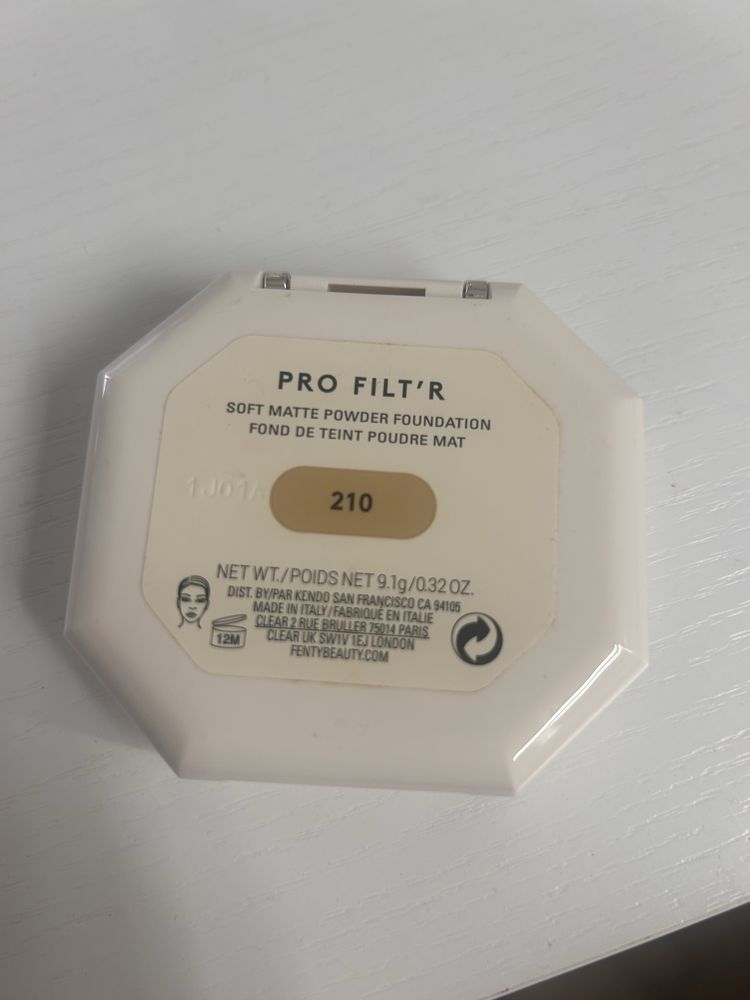 PRO FILT'R
SOFT MATTE POWDER FOUNDATION
FOND DE TEINT POUDRE MAT
1J01A
210
NET WT./POIDS NET 9.1g/0.32 OZ.
DIST. BY/PAR KENDO SAN FRANCISCO CA 94105
MADE IN ITALY/FABRIQUÉ EN ITALIE
CLEAR 2 RUE BRULLER 75014 PARIS
12M
CLEAR UK SW1V 1EJ LONDON
FENTYBEAUTY.COM